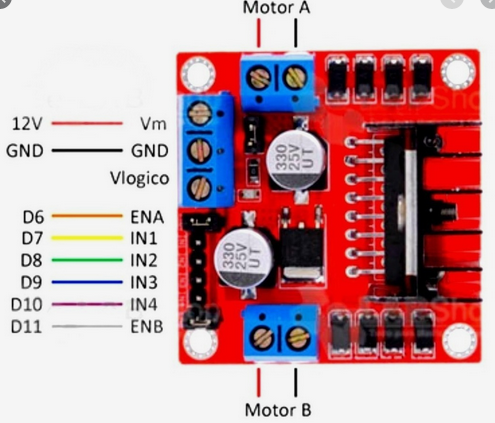 Motor A
12V Vm
GND GND
Vlogico
D6 ENA
D7 IN1
D8 IN2
D9 IN3
D10 IN4
D11 ENB
330
25V
UT
330
25V
UT
Motor B